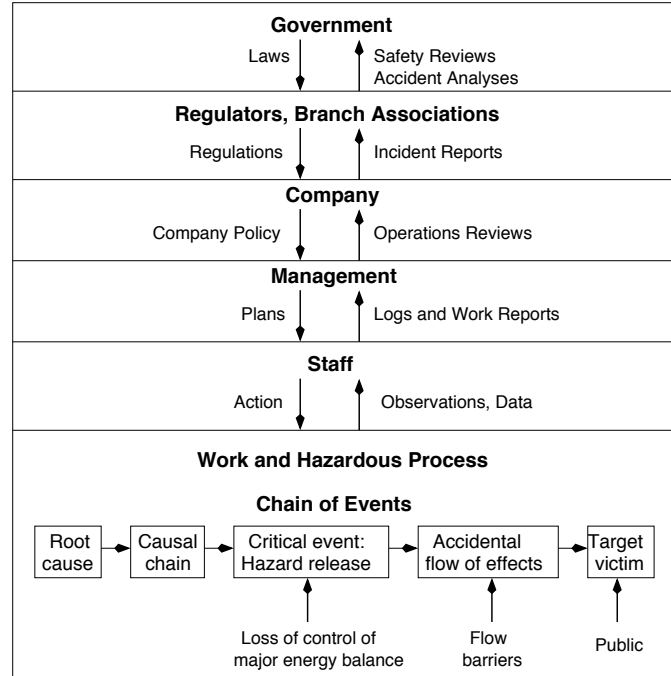 Government
Laws
Safety Reviews
Accident Analyses
Regulators, Branch Associations
Regulations
Incident Reports
Company
Company Policy
Operations Reviews
Management
Plans
Logs and Work Reports
Staff
Action
Observations, Data
Work and Hazardous Process
Chain of Events
Root
cause
Causal
chain
Critical event:
Hazard release
Accidental
flow of effects
Target
victim
Loss of control of
major energy balance
Flow
barriers
Public